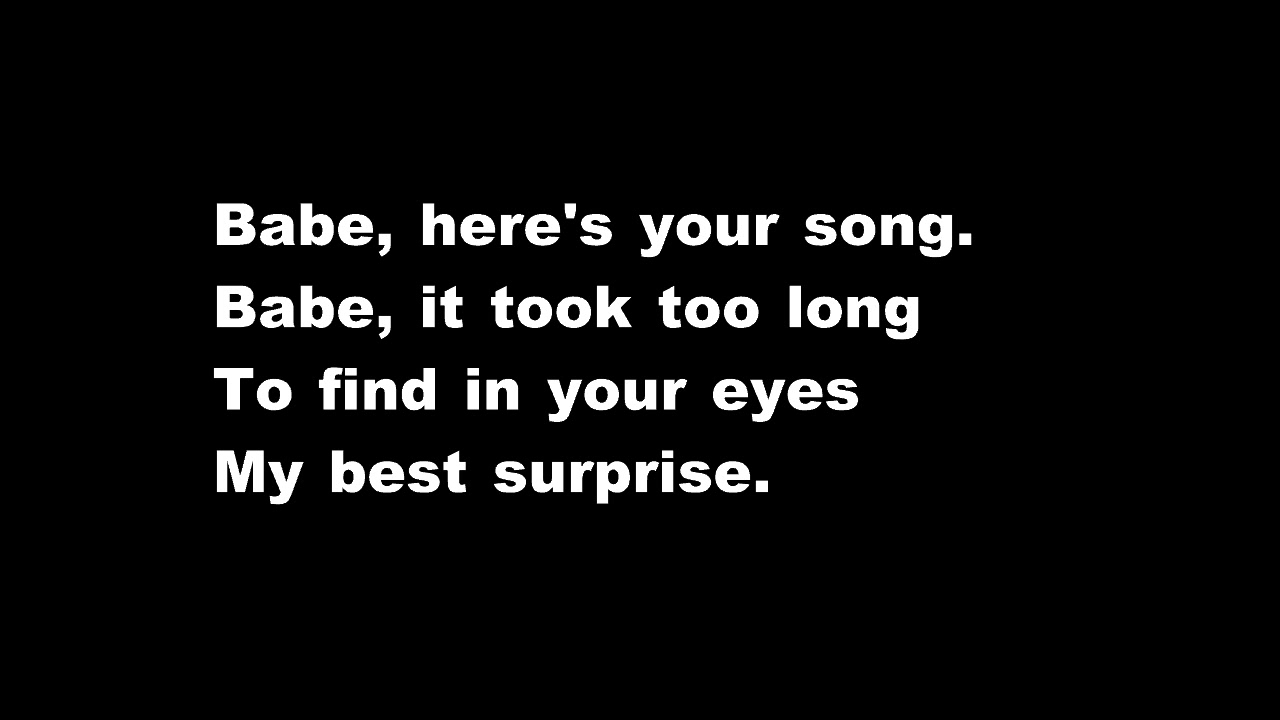 Babe, here's your song.
Babe, it took too long
To find in your eyes
My best surprise.